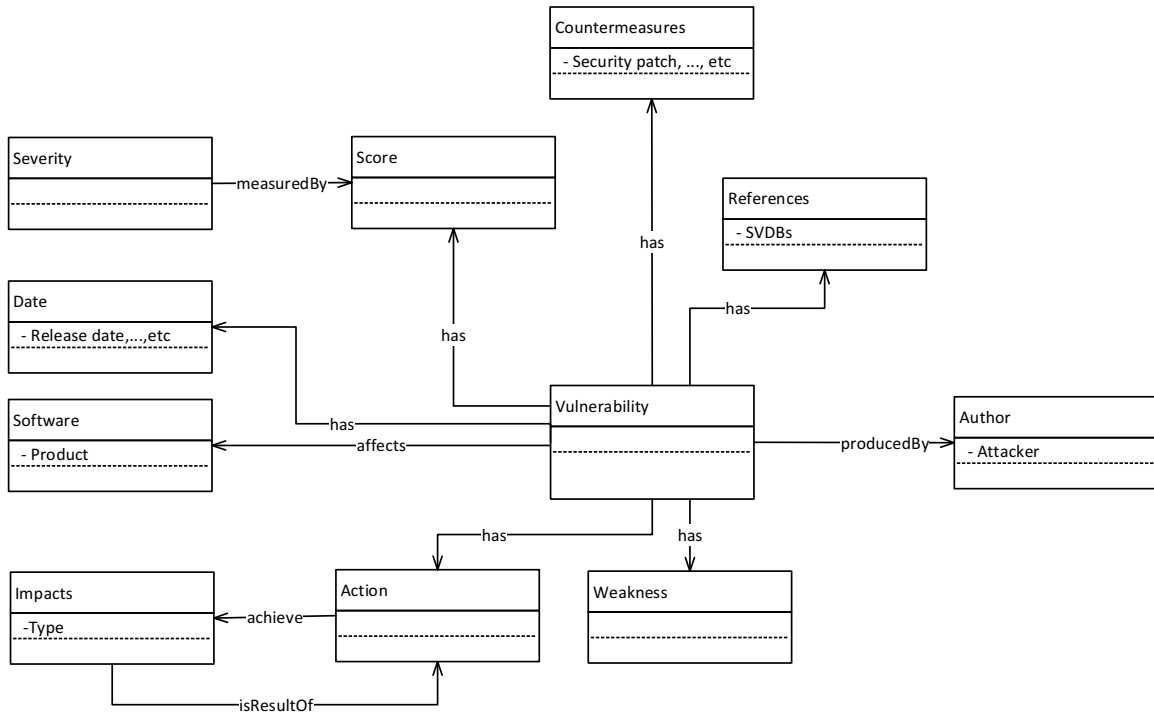 Countermeasures
- Security patch, ..., etc
Severity
measuredBy
Score
References
- SVDBs
has
has
has
Date
- Release date,...,etc
has
Vulnerability
Software
- Product
affects
producedBy
Author
- Attacker
has
has
Impacts
-Type
achieve
Action
Weakness
isResultOf